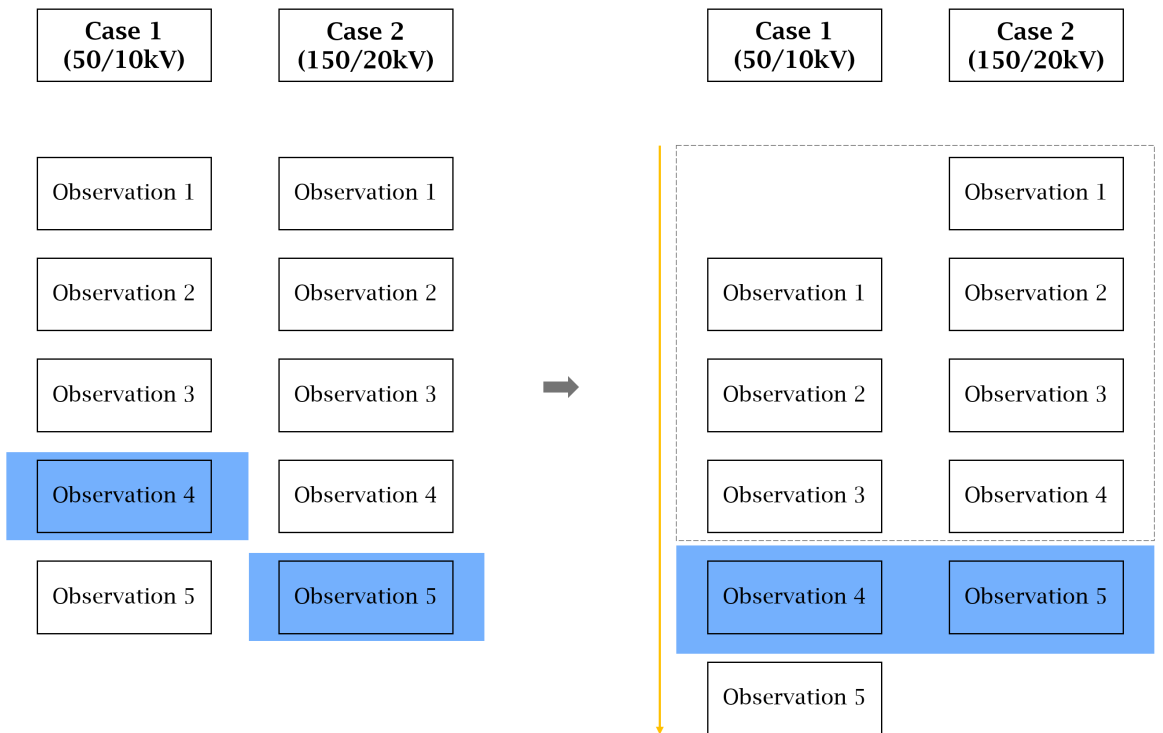 Case 1
(50/10kV)
Case 2
(150/20kV)
Observation 1
Observation 1
Observation 2
Observation 2
Observation 3
Observation 3
Observation 4
Observation 4
Observation 5
Observation 5
Case 1
(50/10kV)
Case 2
(150/20kV)
Observation 1
Observation 1
Observation 2
Observation 2
Observation 3
Observation 3
Observation 4
Observation 4
Observation 5
Observation 5